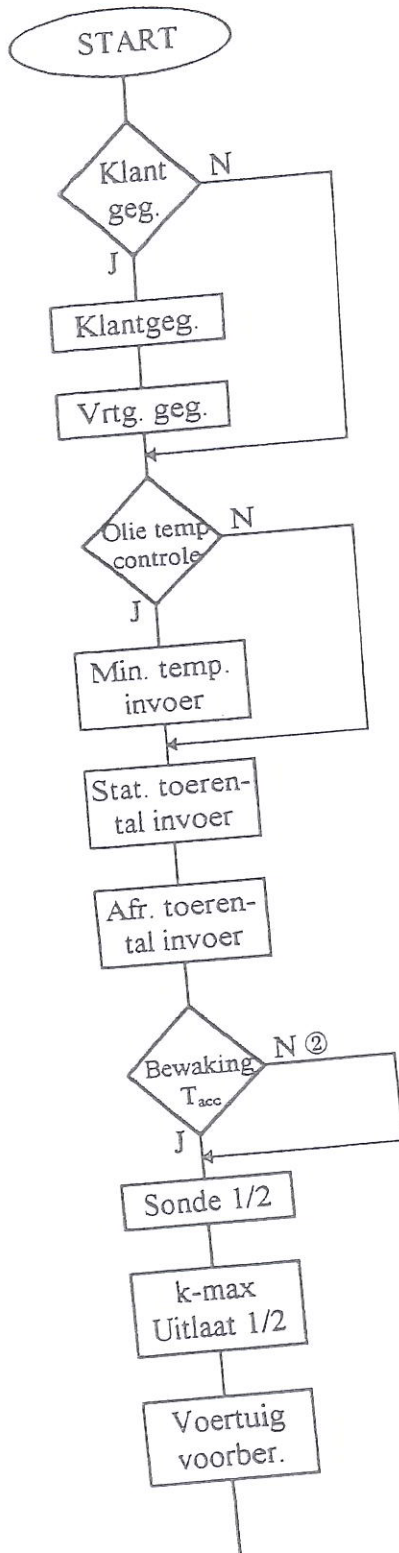 START
Klant
geg.
N
J
Klantgeg.
Vrtg. geg.
Olie temp
controle
N
J
Min. temp.
invoer
Stat. toeren-
tal invoer
Afr. toeren-
tal invoer
Bewaking
Tacc
N ②
J
Sonde 1/2
k-max
Uitlaat 1/2
Voertuig
voorber.